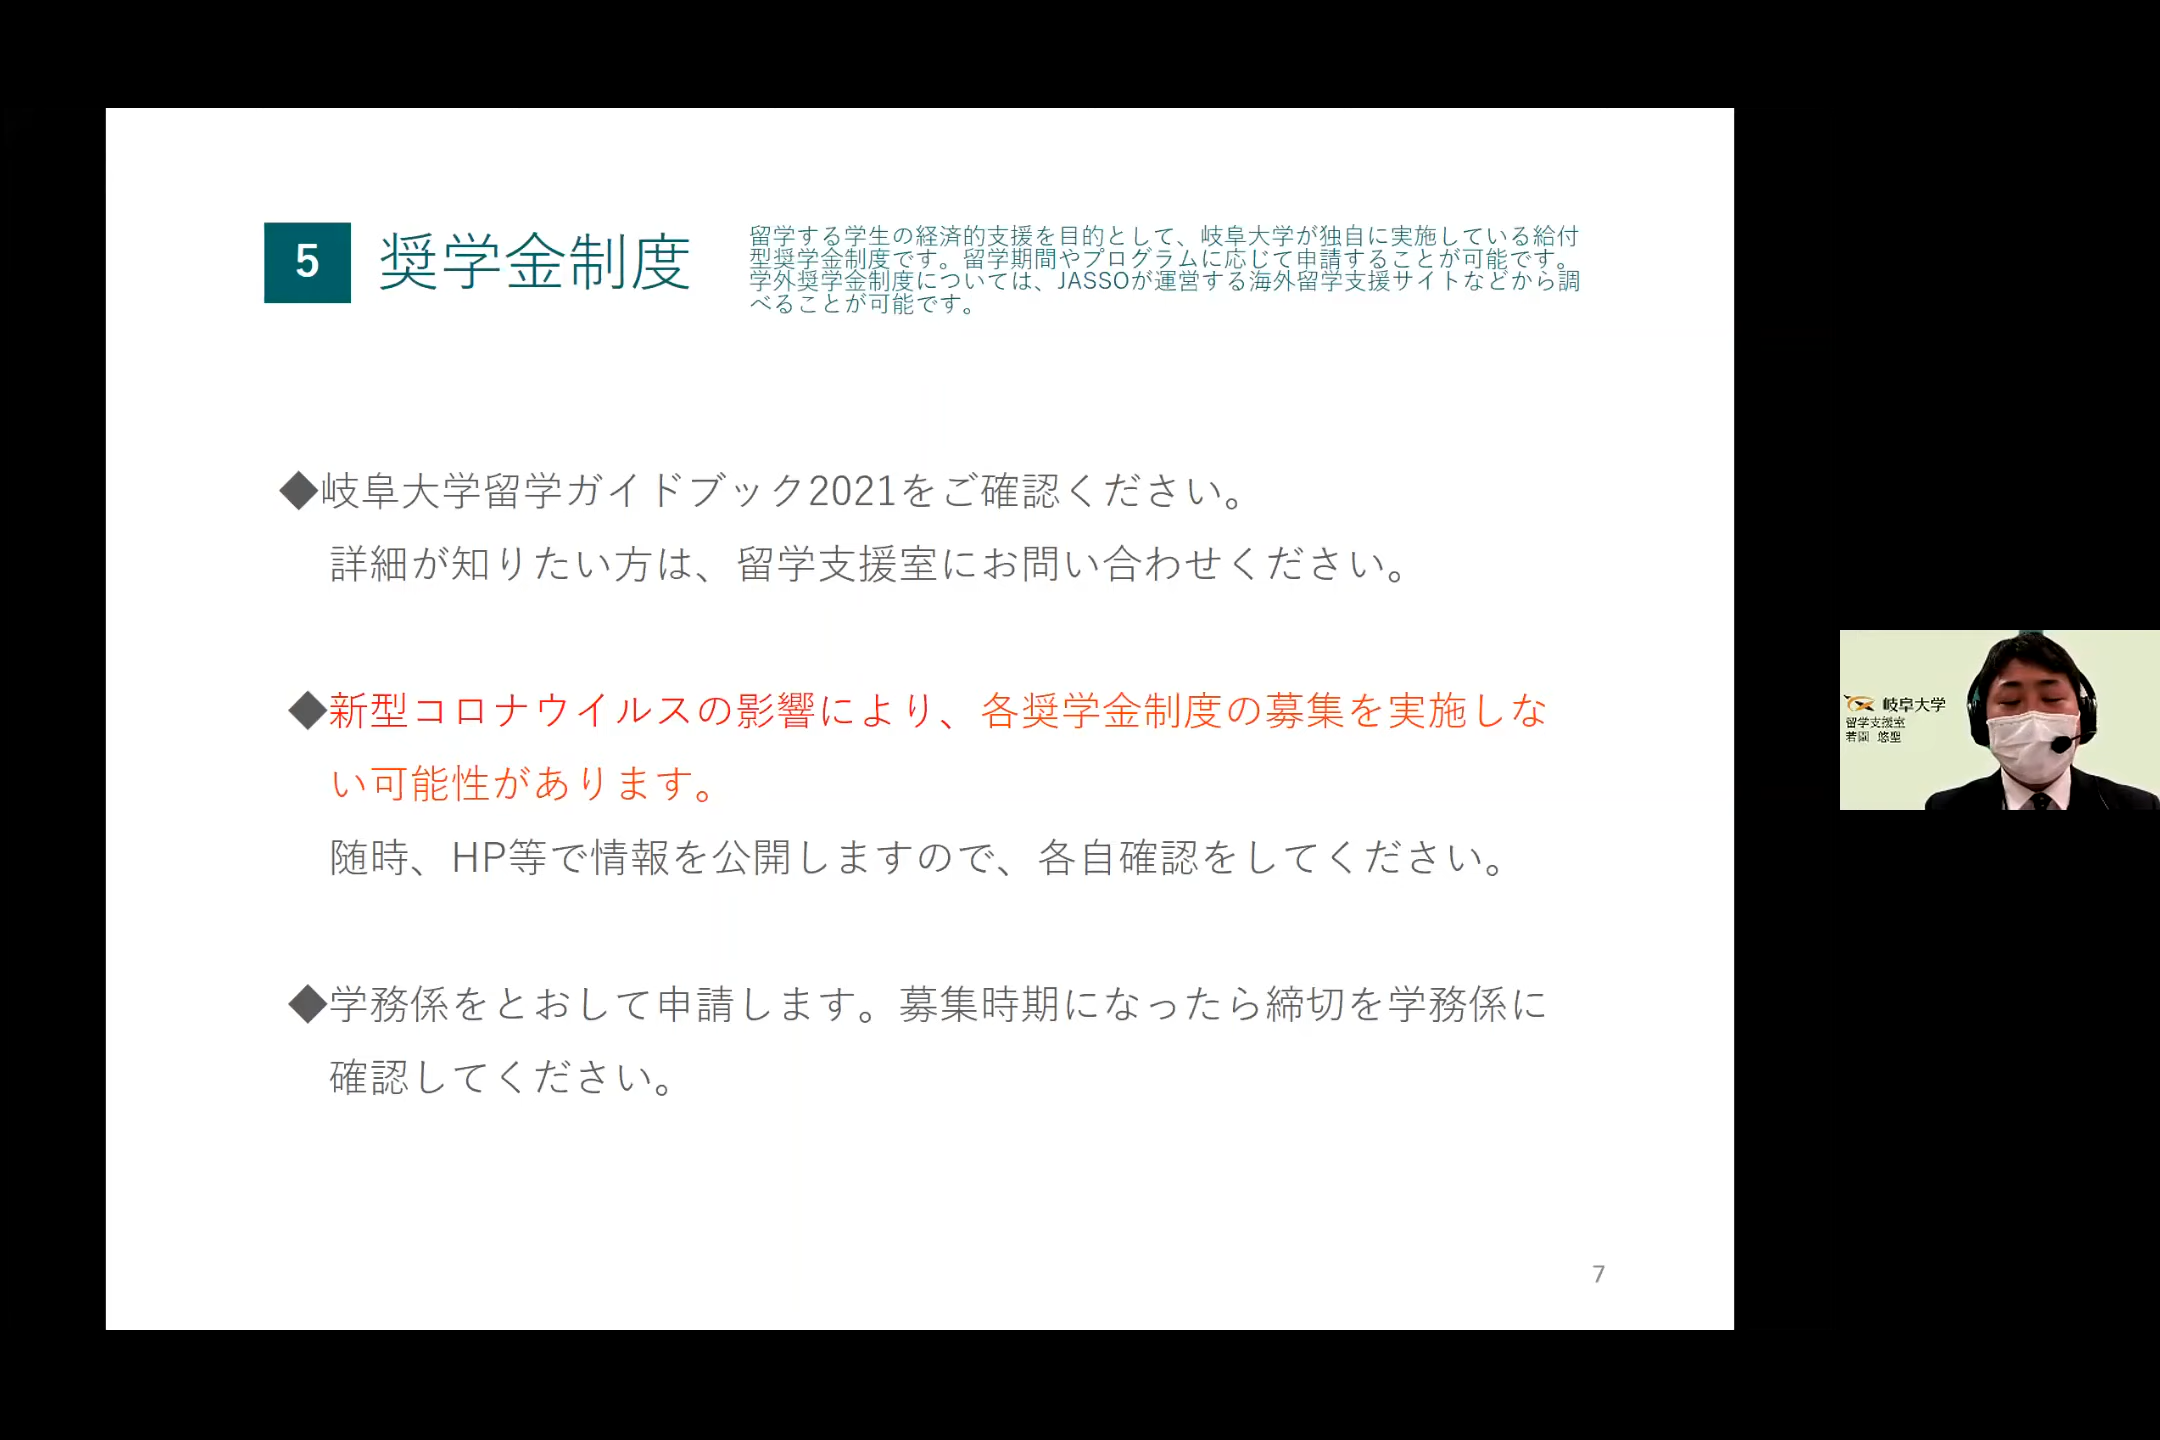 5 奨学金制度
留学する学生の経済的支援を目的として、岐阜大学が独自に実施している給付
型奨学金制度です。留学期間やプログラムに応じて申請することが可能です。
学外奨学金制度については、JASSOが運営する海外留学支援サイトなどから調
べることが可能です。
◆岐阜大学留学ガイドブック2021をご確認ください。
詳細が知りたい方は、留学支援室にお問い合わせください。
◆新型コロナウイルスの影響により、各奨学金制度の募集を実施しな
い可能性があります。
随時、HP等で情報を公開しますので、各自確認をしてください。
◆学務係をとおして申請します。募集時期になったら締切を学務係に
確認してください。
7
岐阜大学
留学支援室
若園 悠聖